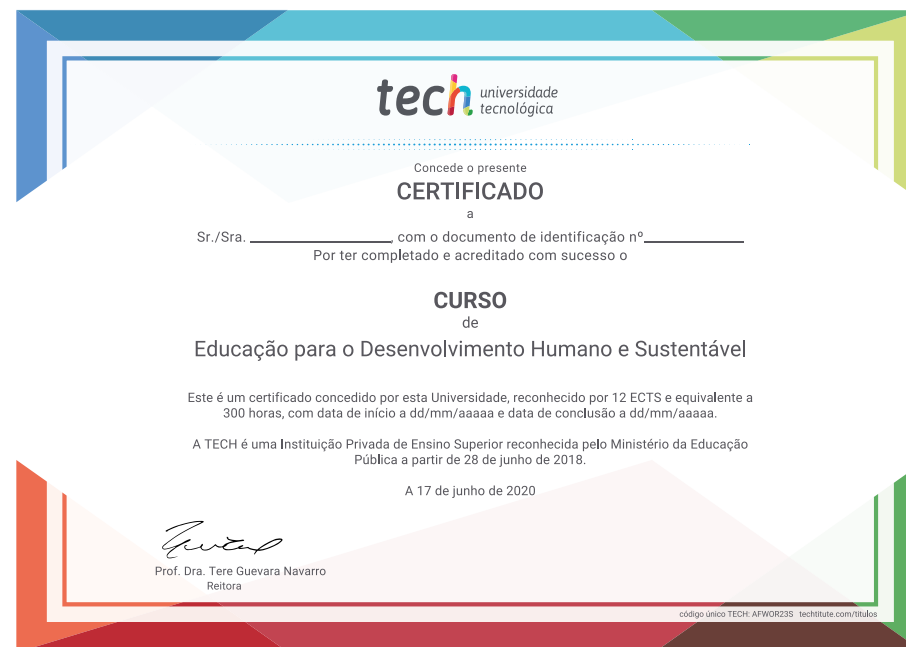 tech universidade
tecnológica
Concede o presente
CERTIFICADO
a
Sr./Sra. ____________, com o documento de identificação nº____________
Por ter completado e acreditado com sucesso o
CURSO
de
Educação para o Desenvolvimento Humano e Sustentável
Este é um certificado concedido por esta Universidade, reconhecido por 12 ECTS e equivalente a
300 horas, com data de início a dd/mm/aaaaa e data de conclusão a dd/mm/aaaaa.
A TECH é uma Instituição Privada de Ensino Superior reconhecida pelo Ministério da Educação
Pública a partir de 28 de junho de 2018.
A 17 de junho de 2020
Prof. Dra. Tere Guevara Navarro
Reitora
código único TECH: AFWOR23S techtitute.com/titulos